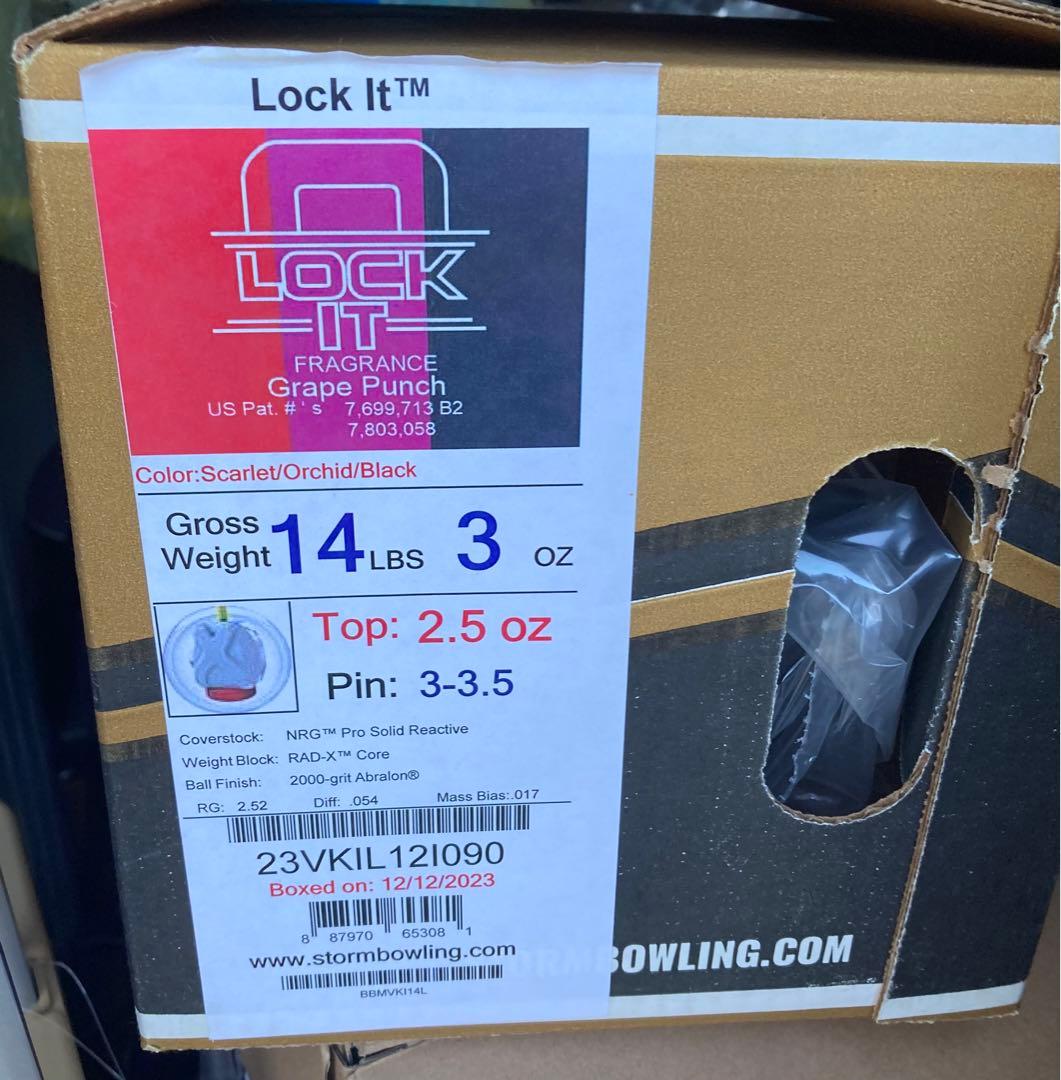 Lock It™
LOCK
IT
FRAGRANCE
Grape Punch
US Pat. #'s 7,699,713 B2
7,803,058
Color:Scarlet/Orchid/Black
Gross Weight 14 LBS 3 OZ
Top: 2.5 oz
Pin: 3-3.5
Coverstock: NRG™ Pro Solid Reactive
Weight Block: RAD-X™ Core
Ball Finish: 2000-grit Abralon®
RG: 2.52 Diff: .054 Mass Bias:.017
23VKIL12I090
Boxed on: 12/12/2023
8 87970 65308 1
www.stormbowling.com
BBMVKI14L
STORMBOWLING.COM